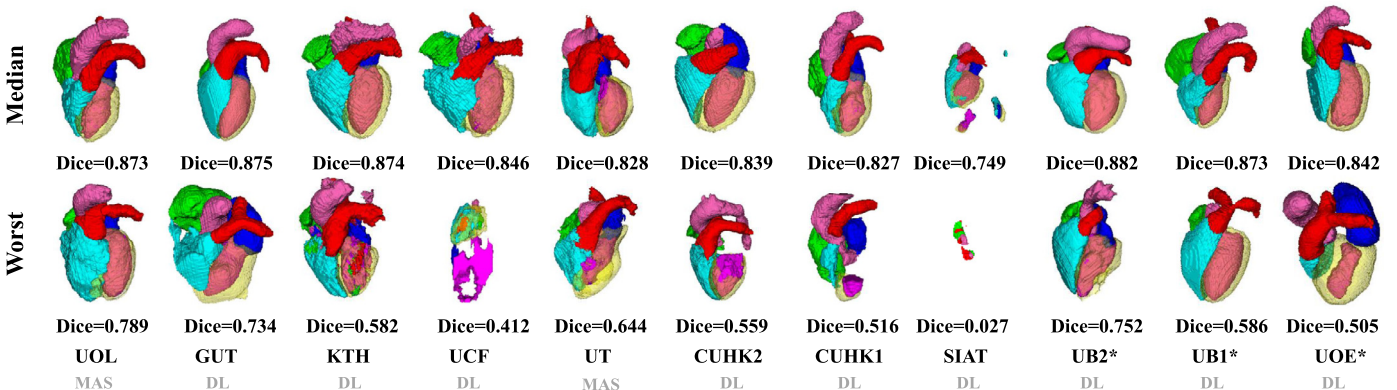 Median
Dice=0.873 Dice=0.875 Dice=0.874 Dice=0.846 Dice=0.828 Dice=0.839 Dice=0.827 Dice=0.749 Dice=0.882 Dice=0.873 Dice=0.842
Worst
Dice=0.789 Dice=0.734 Dice=0.582 Dice=0.412 Dice=0.644 Dice=0.559 Dice=0.516 Dice=0.027 Dice=0.752 Dice=0.586 Dice=0.505
UOL GUT KTH UCF UT CUHK2 CUHK1 SIAT UB2* UB1* UOE*
MAS DL DL DL MAS DL DL DL DL DL DL